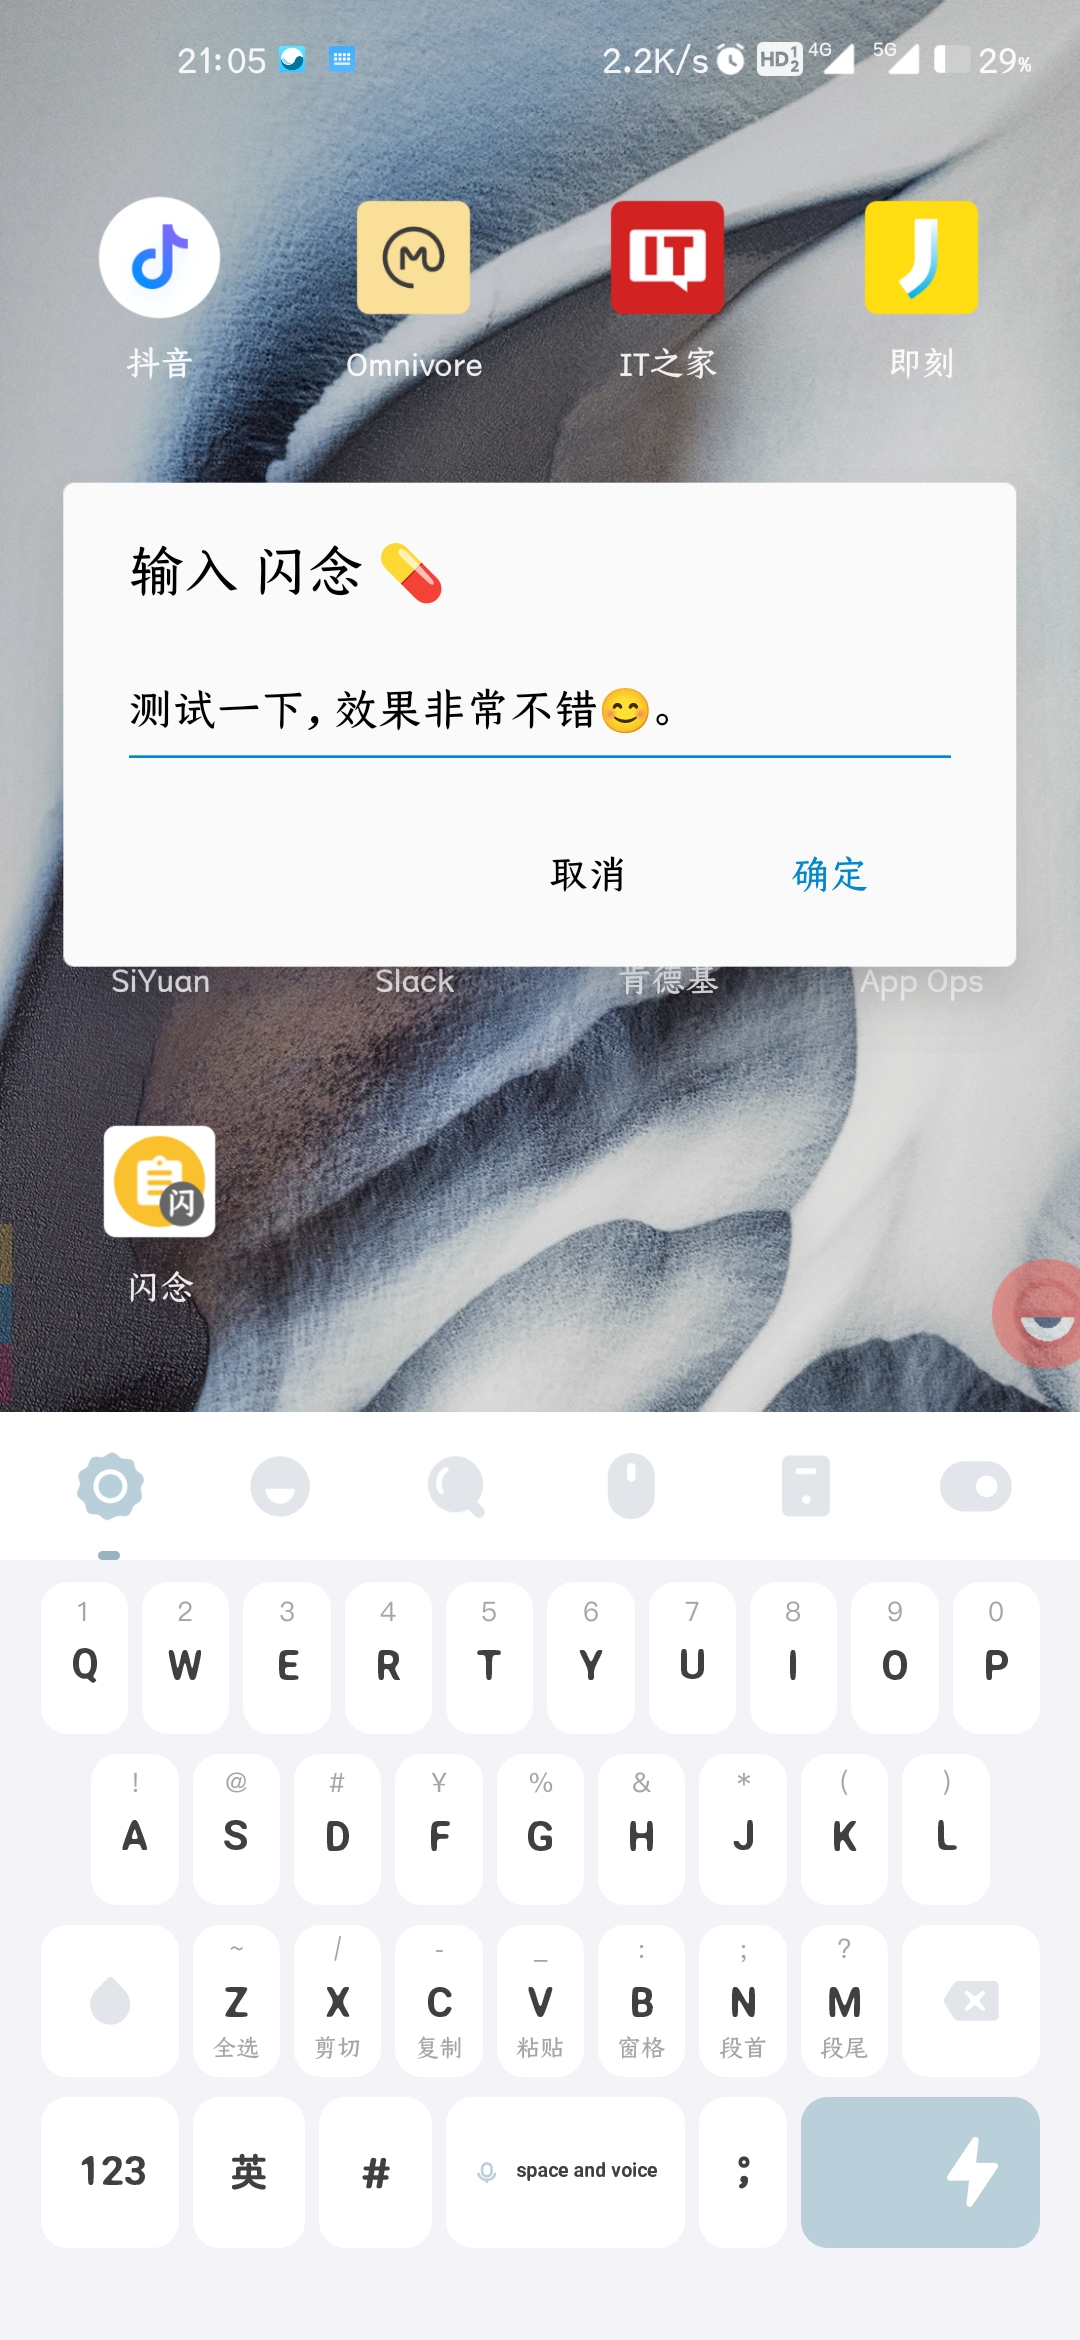 21:05 2.2K/s HD 1 2 4G 5G 29%
抖音 Omnivore IT之家 即刻
输入 闪念 💊
测试一下，效果非常不错😊。
取消 确定
SiYuan Slack 肯德基 App Ops
闪
闪念
1 2 3 4 5 6 7 8 9 0
Q W E R T Y U I O P
! @ # ¥ % & * ( )
A S D F G H J K L
~ / - _ : ; ?
Z X C V B N M
全选 剪切 复制 粘贴 窗格 段首 段尾
123 英 # space and voice ;